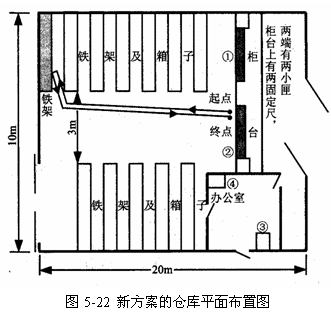 铁架及箱子
①
柜
台
两端有两小匣
柜台上有两固定尺，
起点
终点
②
铁架
3m
10m
铁架及箱子
④
办公室
③
20m
图 5-22 新方案的仓库平面布置图